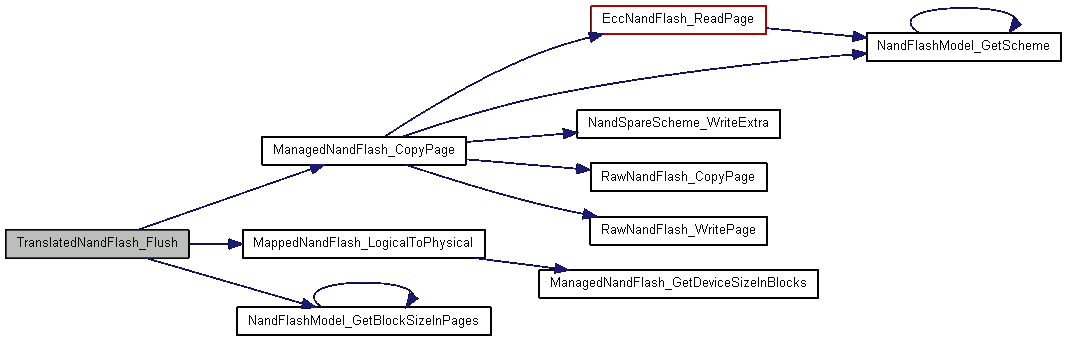 EccNandFlash_ReadPage
NandFlashModel_GetScheme
NandSpareScheme_WriteExtra
ManagedNandFlash_CopyPage
RawNandFlash_CopyPage
RawNandFlash_WritePage
TranslatedNandFlash_Flush
MappedNandFlash_LogicalToPhysical
ManagedNandFlash_GetDeviceSizeInBlocks
NandFlashModel_GetBlockSizeInPages